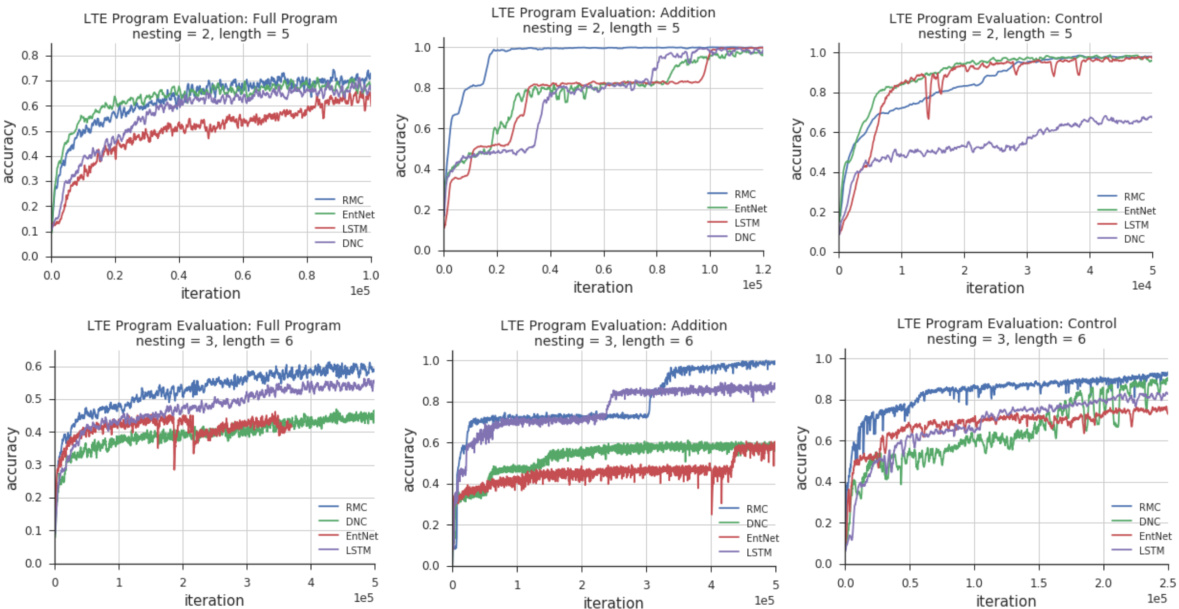 LTE Program Evaluation: Full Program
nesting = 2, length = 5
accuracy
0.8
0.7
0.6
0.5
0.4
0.3
0.2
0.1
0.0
RMC
EntNet
LSTM
DNC
0.0 0.2 0.4 0.6 0.8 1.0
iteration
1e5
LTE Program Evaluation: Addition
nesting = 2, length = 5
accuracy
1.0
0.8
0.6
0.4
0.2
0.0
RMC
EntNet
LSTM
DNC
0.0 0.2 0.4 0.6 0.8 1.0 1.2
iteration
1e5
LTE Program Evaluation: Control
nesting = 2, length = 5
accuracy
1.0
0.8
0.6
0.4
0.2
0.0
RMC
EntNet
LSTM
DNC
0 1 2 3 4 5
iteration
1e4
LTE Program Evaluation: Full Program
nesting = 3, length = 6
accuracy
0.6
0.5
0.4
0.3
0.2
0.1
0.0
RMC
DNC
EntNet
LSTM
0 1 2 3 4 5
iteration
1e5
LTE Program Evaluation: Addition
nesting = 3, length = 6
accuracy
1.0
0.8
0.6
0.4
0.2
0.0
RMC
DNC
EntNet
LSTM
0 1 2 3 4 5
iteration
1e5
LTE Program Evaluation: Control
nesting = 3, length = 6
accuracy
1.0
0.8
0.6
0.4
0.2
0.0
RMC
DNC
EntNet
LSTM
0.0 0.5 1.0 1.5 2.0 2.5
iteration
1e5